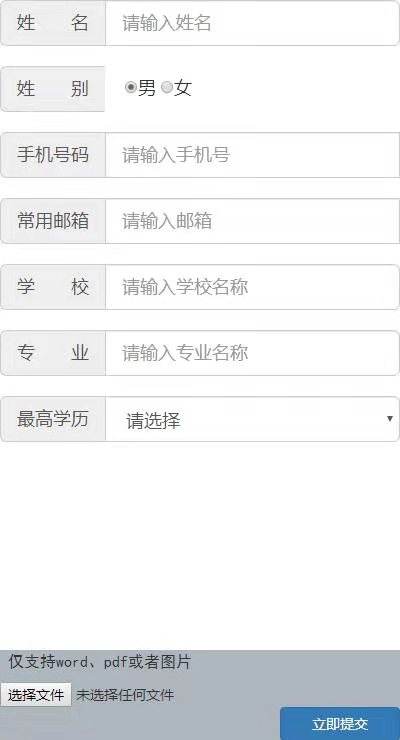 姓 名 请输入姓名
姓 别 男 女
手机号码 请输入手机号
常用邮箱 请输入邮箱
学 校 请输入学校名称
专 业 请输入专业名称
最高学历 请选择
仅支持word、pdf或者图片
选择文件 未选择任何文件
立即提交